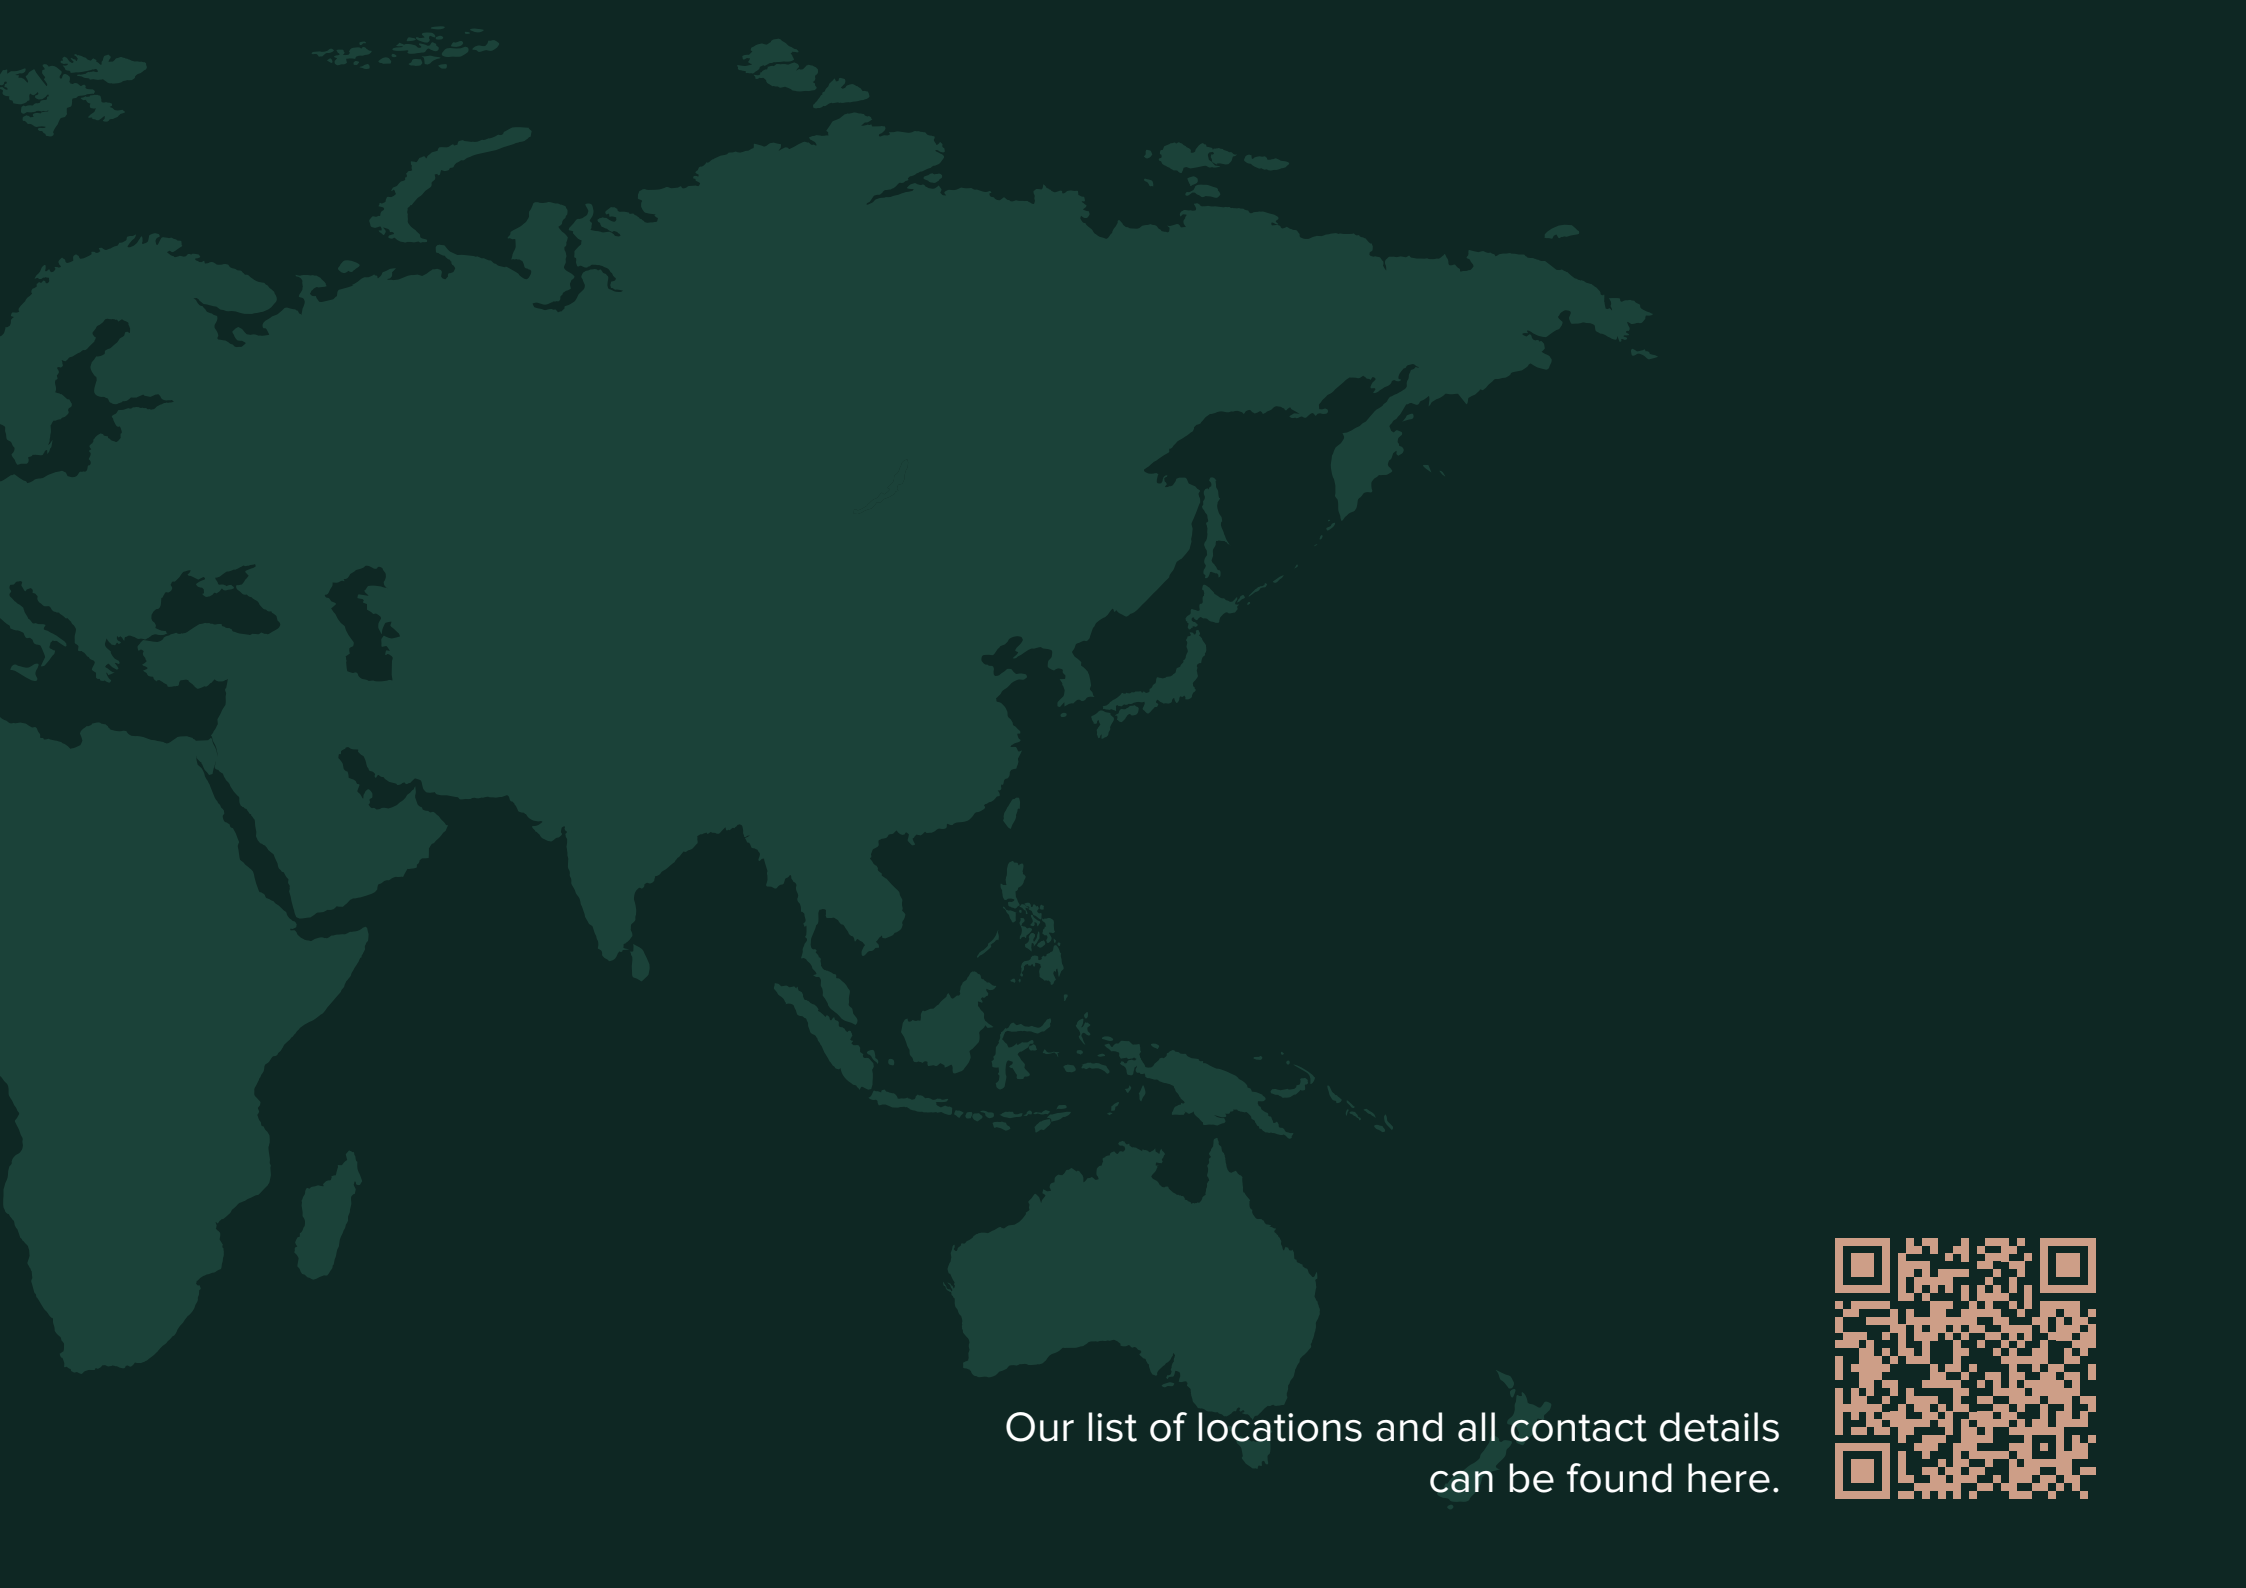 Our list of locations and all contact details
can be found here.